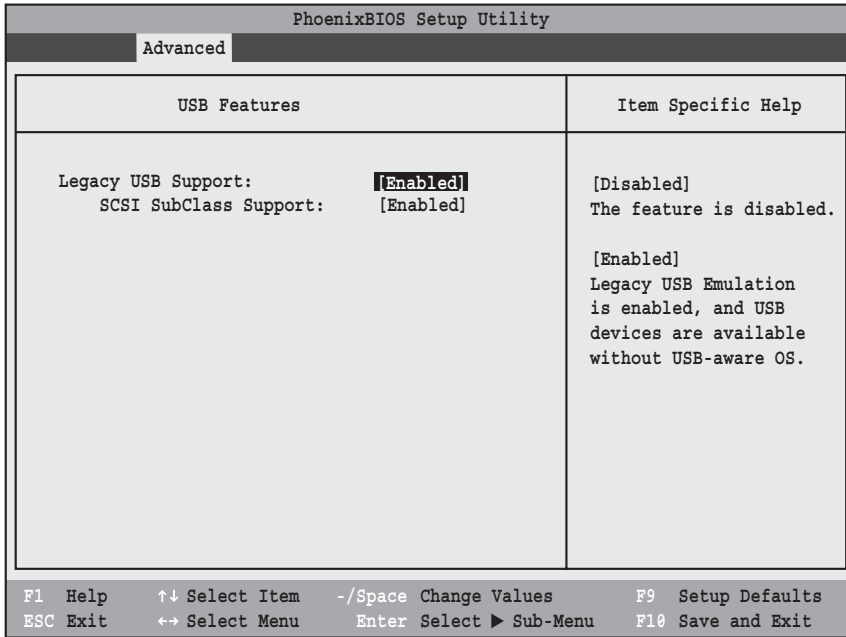 PhoenixBIOS Setup Utility
Advanced
USB Features
Item Specific Help
Legacy USB Support: [Enabled]
SCSI SubClass Support: [Enabled]
[Disabled]
The feature is disabled.
[Enabled]
Legacy USB Emulation
is enabled, and USB
devices are available
without USB-aware OS.
F1 Help ↑↓ Select Item -/Space Change Values F9 Setup Defaults
ESC Exit ←→ Select Menu Enter Select ▶ Sub-Menu F10 Save and Exit